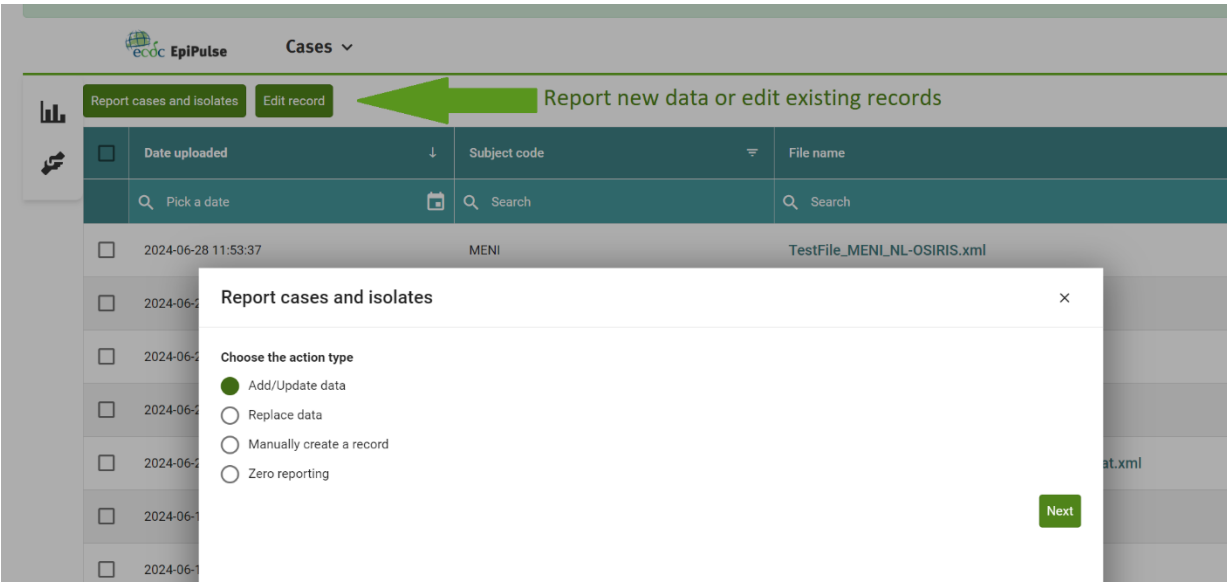 ecdc EpiPulse Cases
Report cases and isolates Edit record Report new data or edit existing records
Date uploaded Subject code File name
Pick a date Search Search
2024-06-28 11:53:37 MENI TestFile_MENI_NL-OSIRIS.xml
Report cases and isolates
2024-06-2
Choose the action type
2024-06-2
Add/Update data
2024-06-2 Replace data
Manually create a record
2024-06-2 at.xml
Zero reporting
2024-06-1 Next
2024-06-1